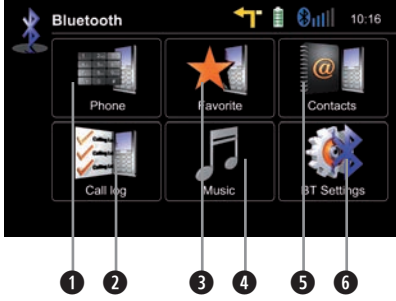 Bluetooth 10:16
Phone Favorite Contacts
Call log Music BT Settings
1 2 3 4 5 6